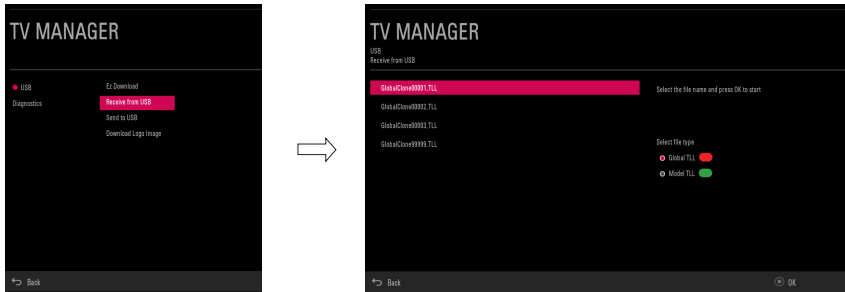 TV MANAGER
USB
Diagnostics
Ez Download
Receive from USB
Send to USB
Download Logo Image
Back
TV MANAGER
USB
Receive from USB
GlobalClone00001.TLL
GlobalClone00002.TLL
GlobalClone00003.TLL
GlobalClone99999.TLL
Select the file name and press OK to start
Select file type
Global TLL
Model TLL
Back
OK